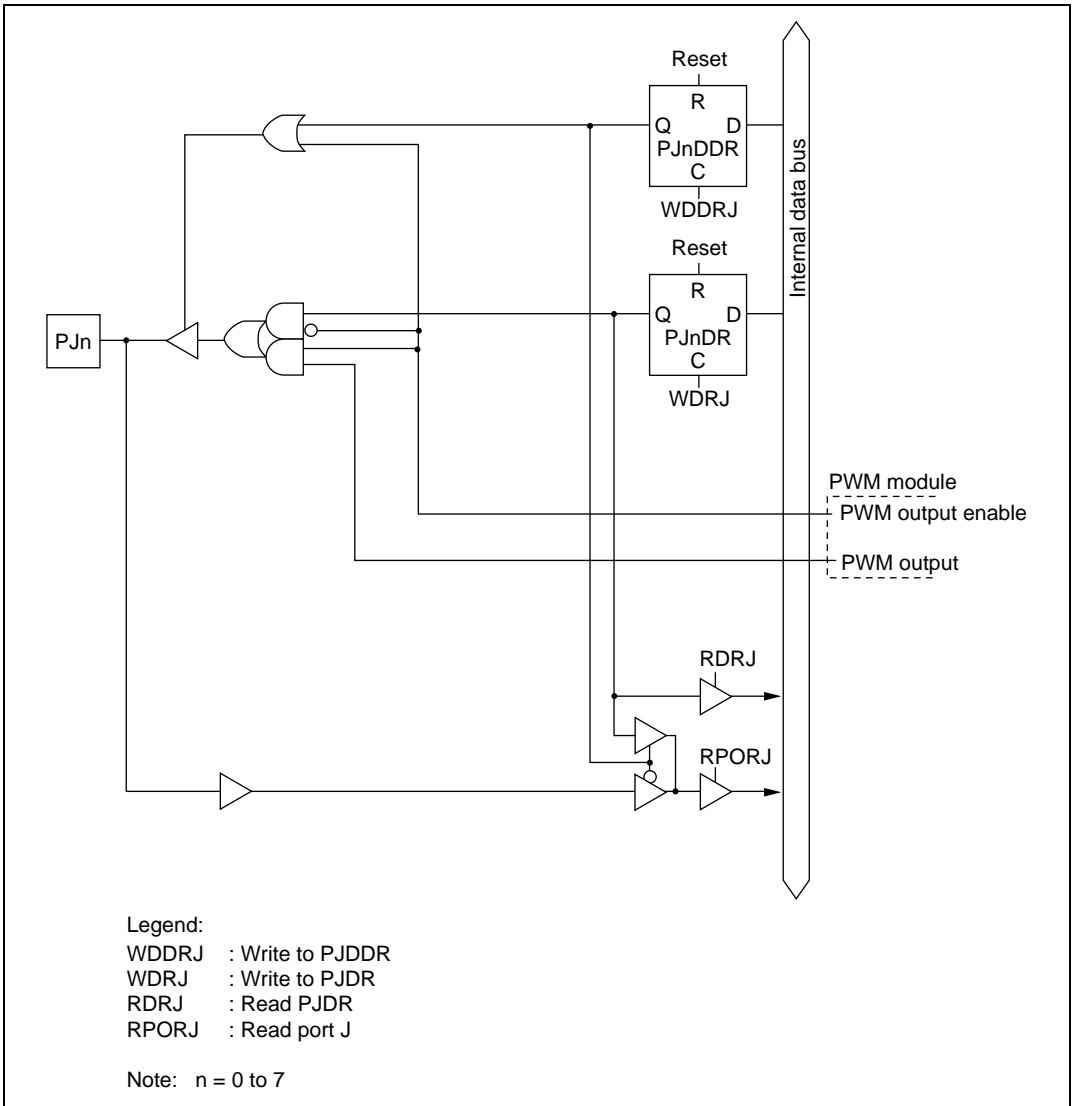 Reset
R
Q D
PJnDDR
C
WDDRJ
Reset
R
Q D
PJnDR
C
WDRJ
Internal data bus
PJn
PWM module
PWM output enable
PWM output
RDRJ
RPORJ
Legend:
WDDRJ : Write to PJDDR
WDRJ : Write to PJDR
RDRJ : Read PJDR
RPORJ : Read port J
Note: n = 0 to 7